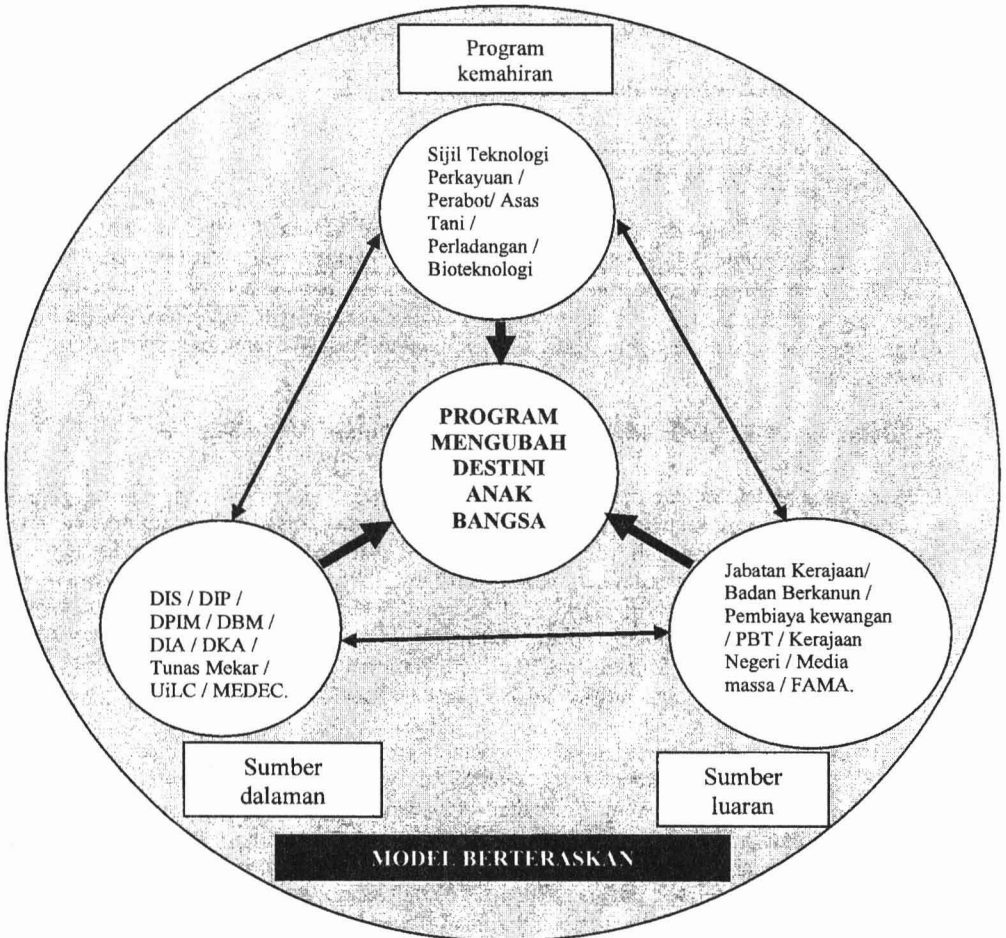 Program
kemahiran
Sijil Teknologi
Perkayuan /
Perabot/ Asas
Tani /
Perladangan /
Bioteknologi
PROGRAM
MENGUBAH
DESTINI
ANAK
BANGSA
DIS / DIP /
DPIM / DBM /
DIA / DKA /
Tunas Mekar /
UiLC / MEDEC.
Jabatan Kerajaan/
Badan Berkanun /
Pembiaya kewangan
/ PBT / Kerajaan
Negeri / Media
massa / FAMA.
Sumber
dalaman
Sumber
luaran
MODEL BERTERASKAN